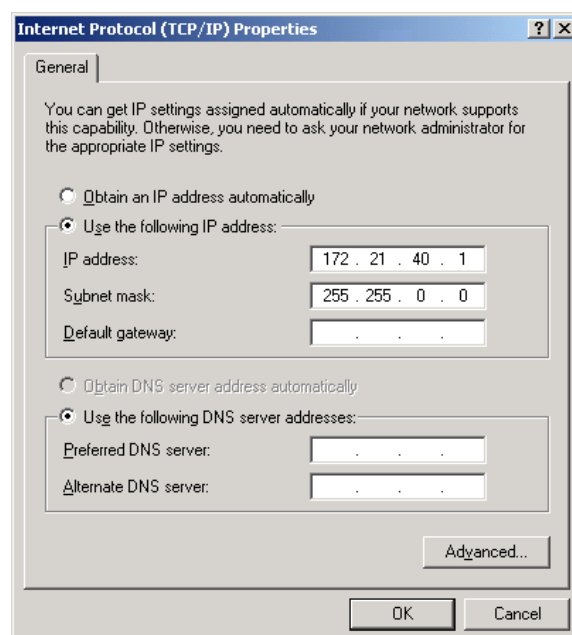 Internet Protocol (TCP/IP) Properties
General
You can get IP settings assigned automatically if your network supports
this capability. Otherwise, you need to ask your network administrator for
the appropriate IP settings.
Obtain an IP address automatically
Use the following IP address:
IP address: 172 . 21 . 40 . 1
Subnet mask: 255 . 255 . 0 . 0
Default gateway: . . .
Obtain DNS server address automatically
Use the following DNS server addresses:
Preferred DNS server: . . .
Alternate DNS server: . . .
Advanced...
OK Cancel